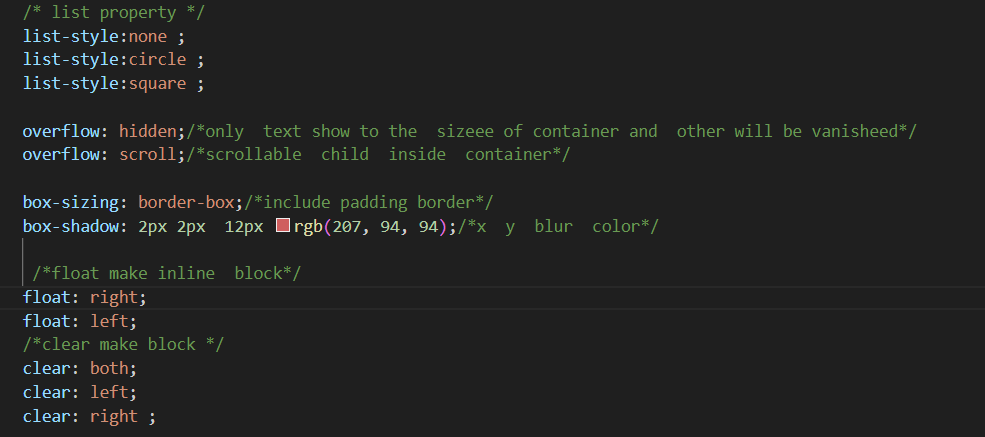 /* list property */
list-style:none ;
list-style:circle ;
list-style:square ;
overflow: hidden;/*only  text show to the  sizeee of container and  other will be vanisheed*/
overflow: scroll;/*scrollable  child  inside  container*/
box-sizing: border-box;/*include padding border*/
box-shadow: 2px 2px  12px rgb(207, 94, 94);/*x  y  blur  color*/
/*float make inline  block*/
float: right;
float: left;
/*clear make block */
clear: both;
clear: left;
clear: right ;